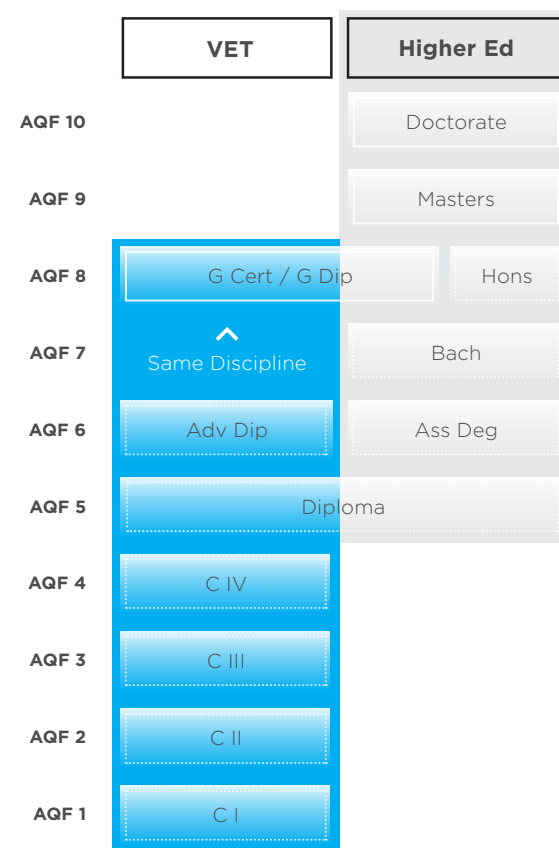 VET Higher Ed
AQF 10 Doctorate
AQF 9 Masters
AQF 8 G Cert / G Dip Hons
AQF 7 Same Discipline Bach
AQF 6 Adv Dip Ass Deg
AQF 5 Diploma
AQF 4 C IV
AQF 3 C III
AQF 2 C II
AQF 1 C I